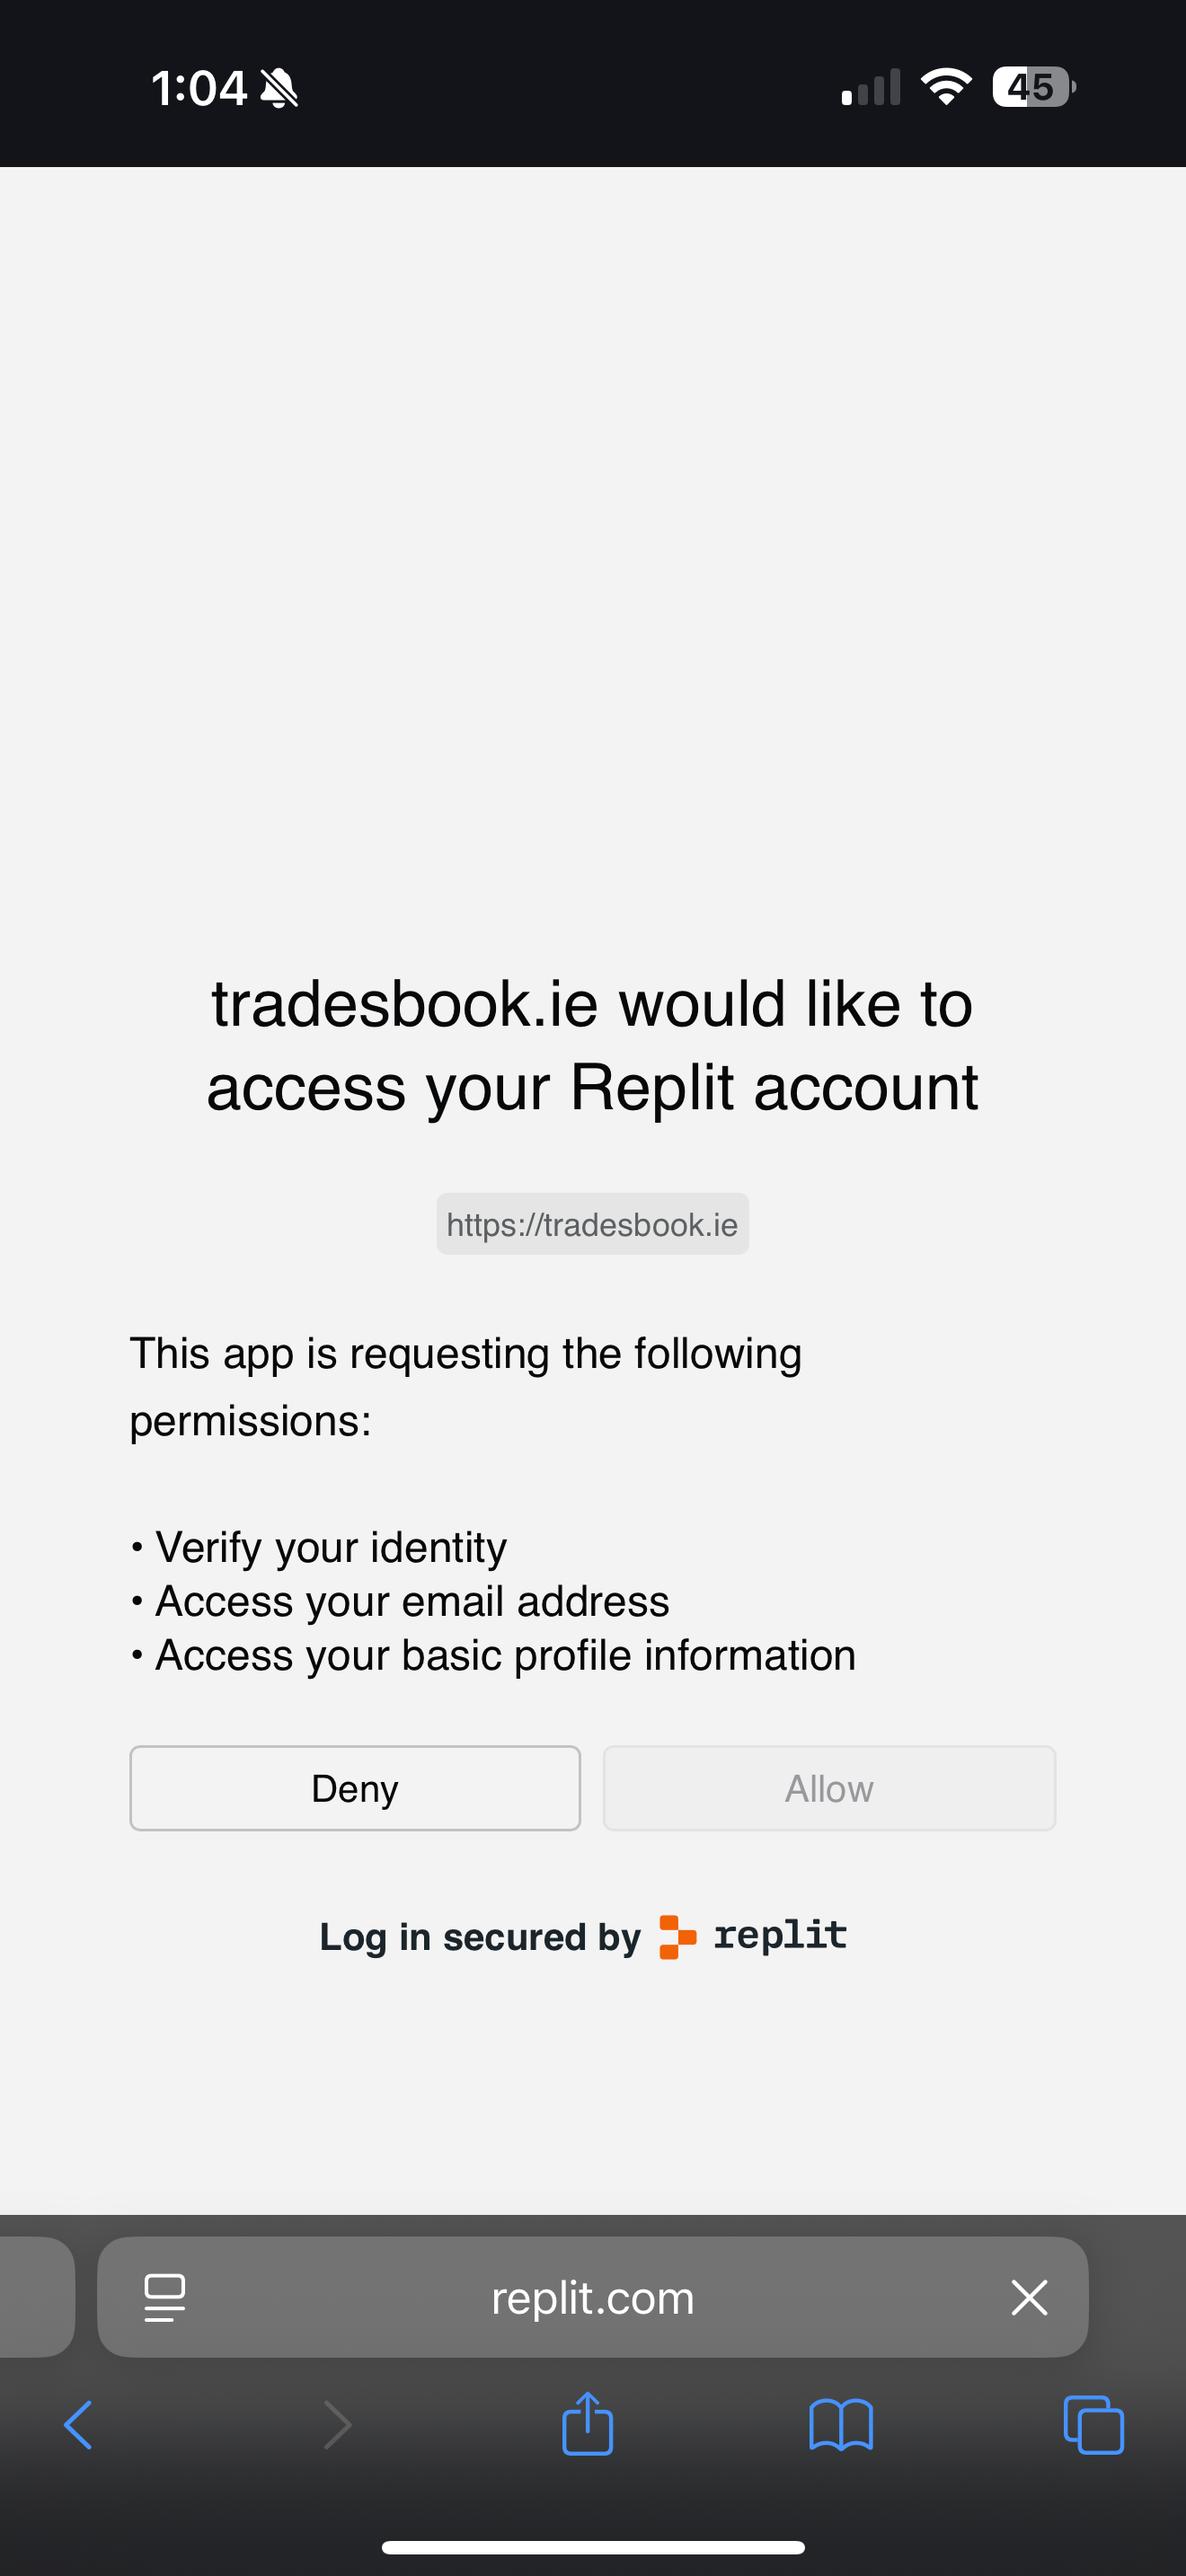 1:04
45
tradesbook.ie would like to
access your Replit account
https://tradesbook.ie
This app is requesting the following
permissions:
• Verify your identity
• Access your email address
• Access your basic profile information
Deny
Allow
Log in secured by replit
replit.com